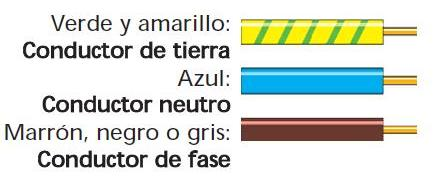 Verde y amarillo:
Conductor de tierra
Azul:
Conductor neutro
Marrón, negro o gris:
Conductor de fase